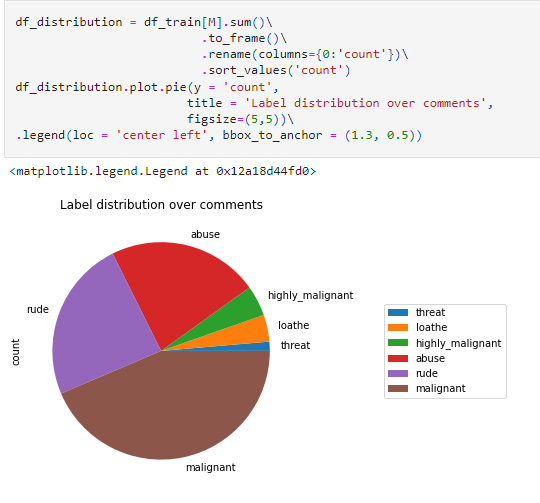 df_distribution = df_train[M].sum()\
.to_frame()\
.rename(columns={0:'count'})\
.sort_values('count')
df_distribution.plot.pie(y = 'count',
title = 'Label distribution over comments',
figsize=(5,5))\
.legend(loc = 'center left', bbox_to_anchor = (1.3, 0.5))
<matplotlib.legend.Legend at 0x12a18d44fd0>
Label distribution over comments
abuse
highly_malignant
rude
loathe
threat
count
malignant
threat
loathe
highly_malignant
abuse
rude
malignant